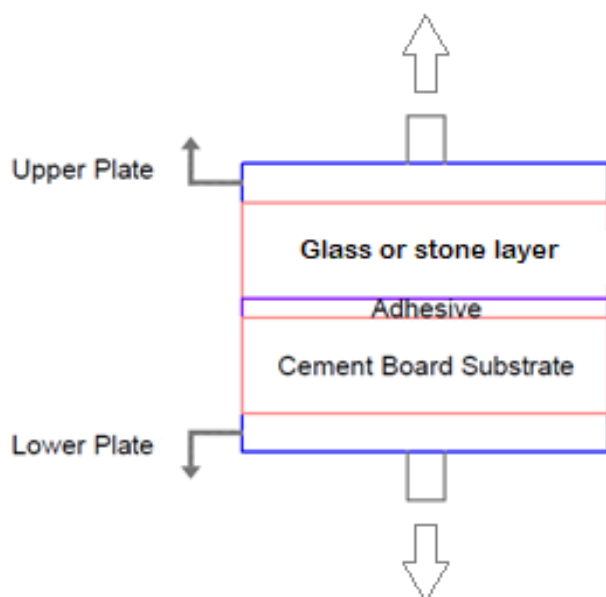 Upper Plate
Glass or stone layer
Adhesive
Cement Board Substrate
Lower Plate